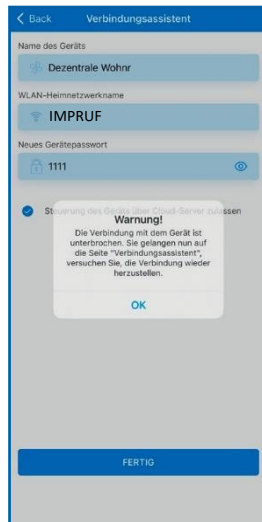 Back Verbindungsassistent
Name des Geräts
Dezentrale Wohnr
WLAN-Heimnetzwerkname
IMPRUF
Neues Gerätepasswort
1111
Steuerung des Geräts über Cloud-Server zulassen
Warnung!
Die Verbindung mit dem Gerät ist
unterbrochen. Sie gelangen nun auf
die Seite "Verbindungsassistent",
versuchen Sie, die Verbindung wieder
herzustellen.
OK
FERTIG